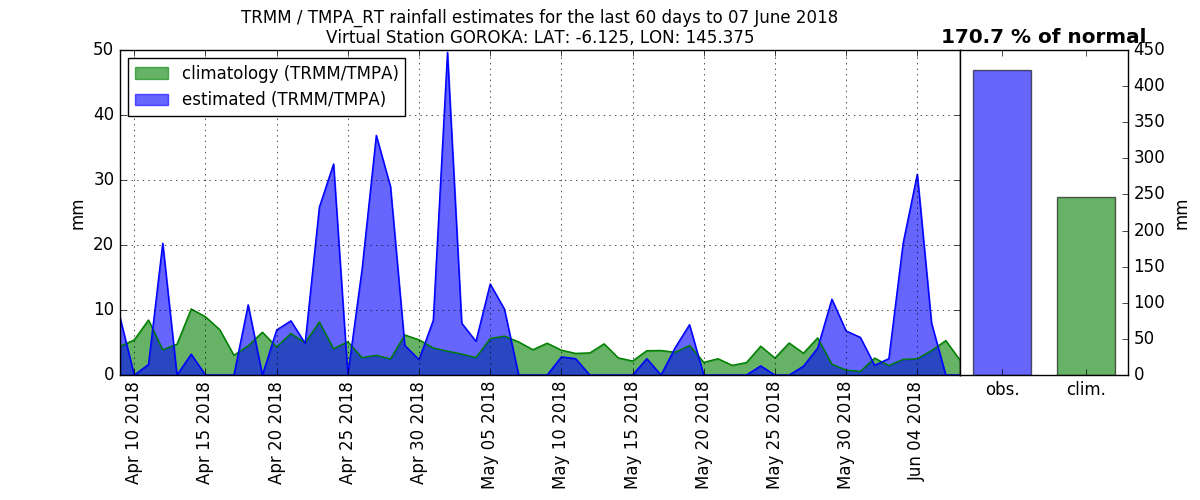 TRMM / TMPA_RT rainfall estimates for the last 60 days to 07 June 2018
Virtual Station GOROKA: LAT: -6.125, LON: 145.375
170.7 % of normal
climatology (TRMM/TMPA)
estimated (TRMM/TMPA)
mm
50
40
30
20
10
0
Apr 10 2018
Apr 15 2018
Apr 20 2018
Apr 25 2018
Apr 30 2018
May 05 2018
May 10 2018
May 15 2018
May 20 2018
May 25 2018
May 30 2018
Jun 04 2018
obs.
clim.
450
400
350
300
250
200
150
100
50
0
mm